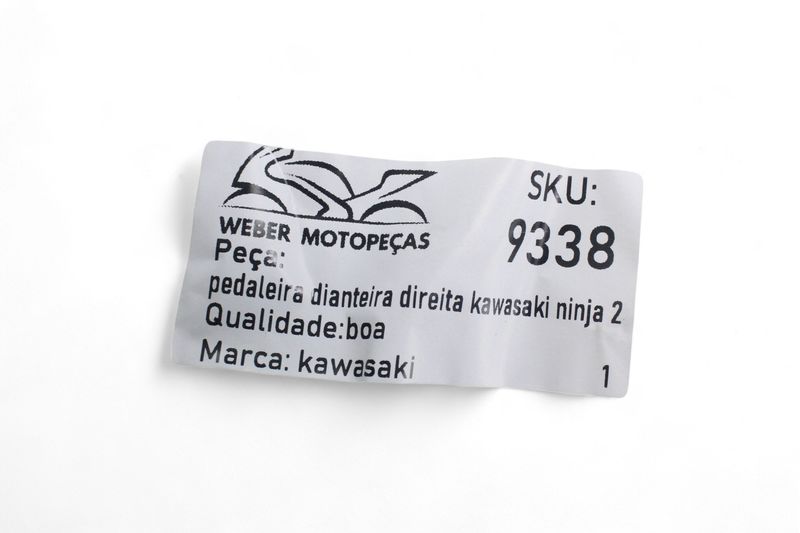 WEBER MOTOPEÇAS
SKU:
9338
Peça:
pedaleira dianteira direita kawasaki ninja 2
Qualidade:boa
Marca: kawasaki
1